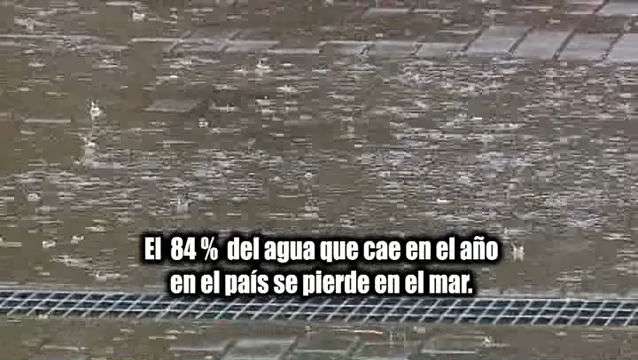 El 84 % del agua que cae en el año
en el país se pierde en el mar.